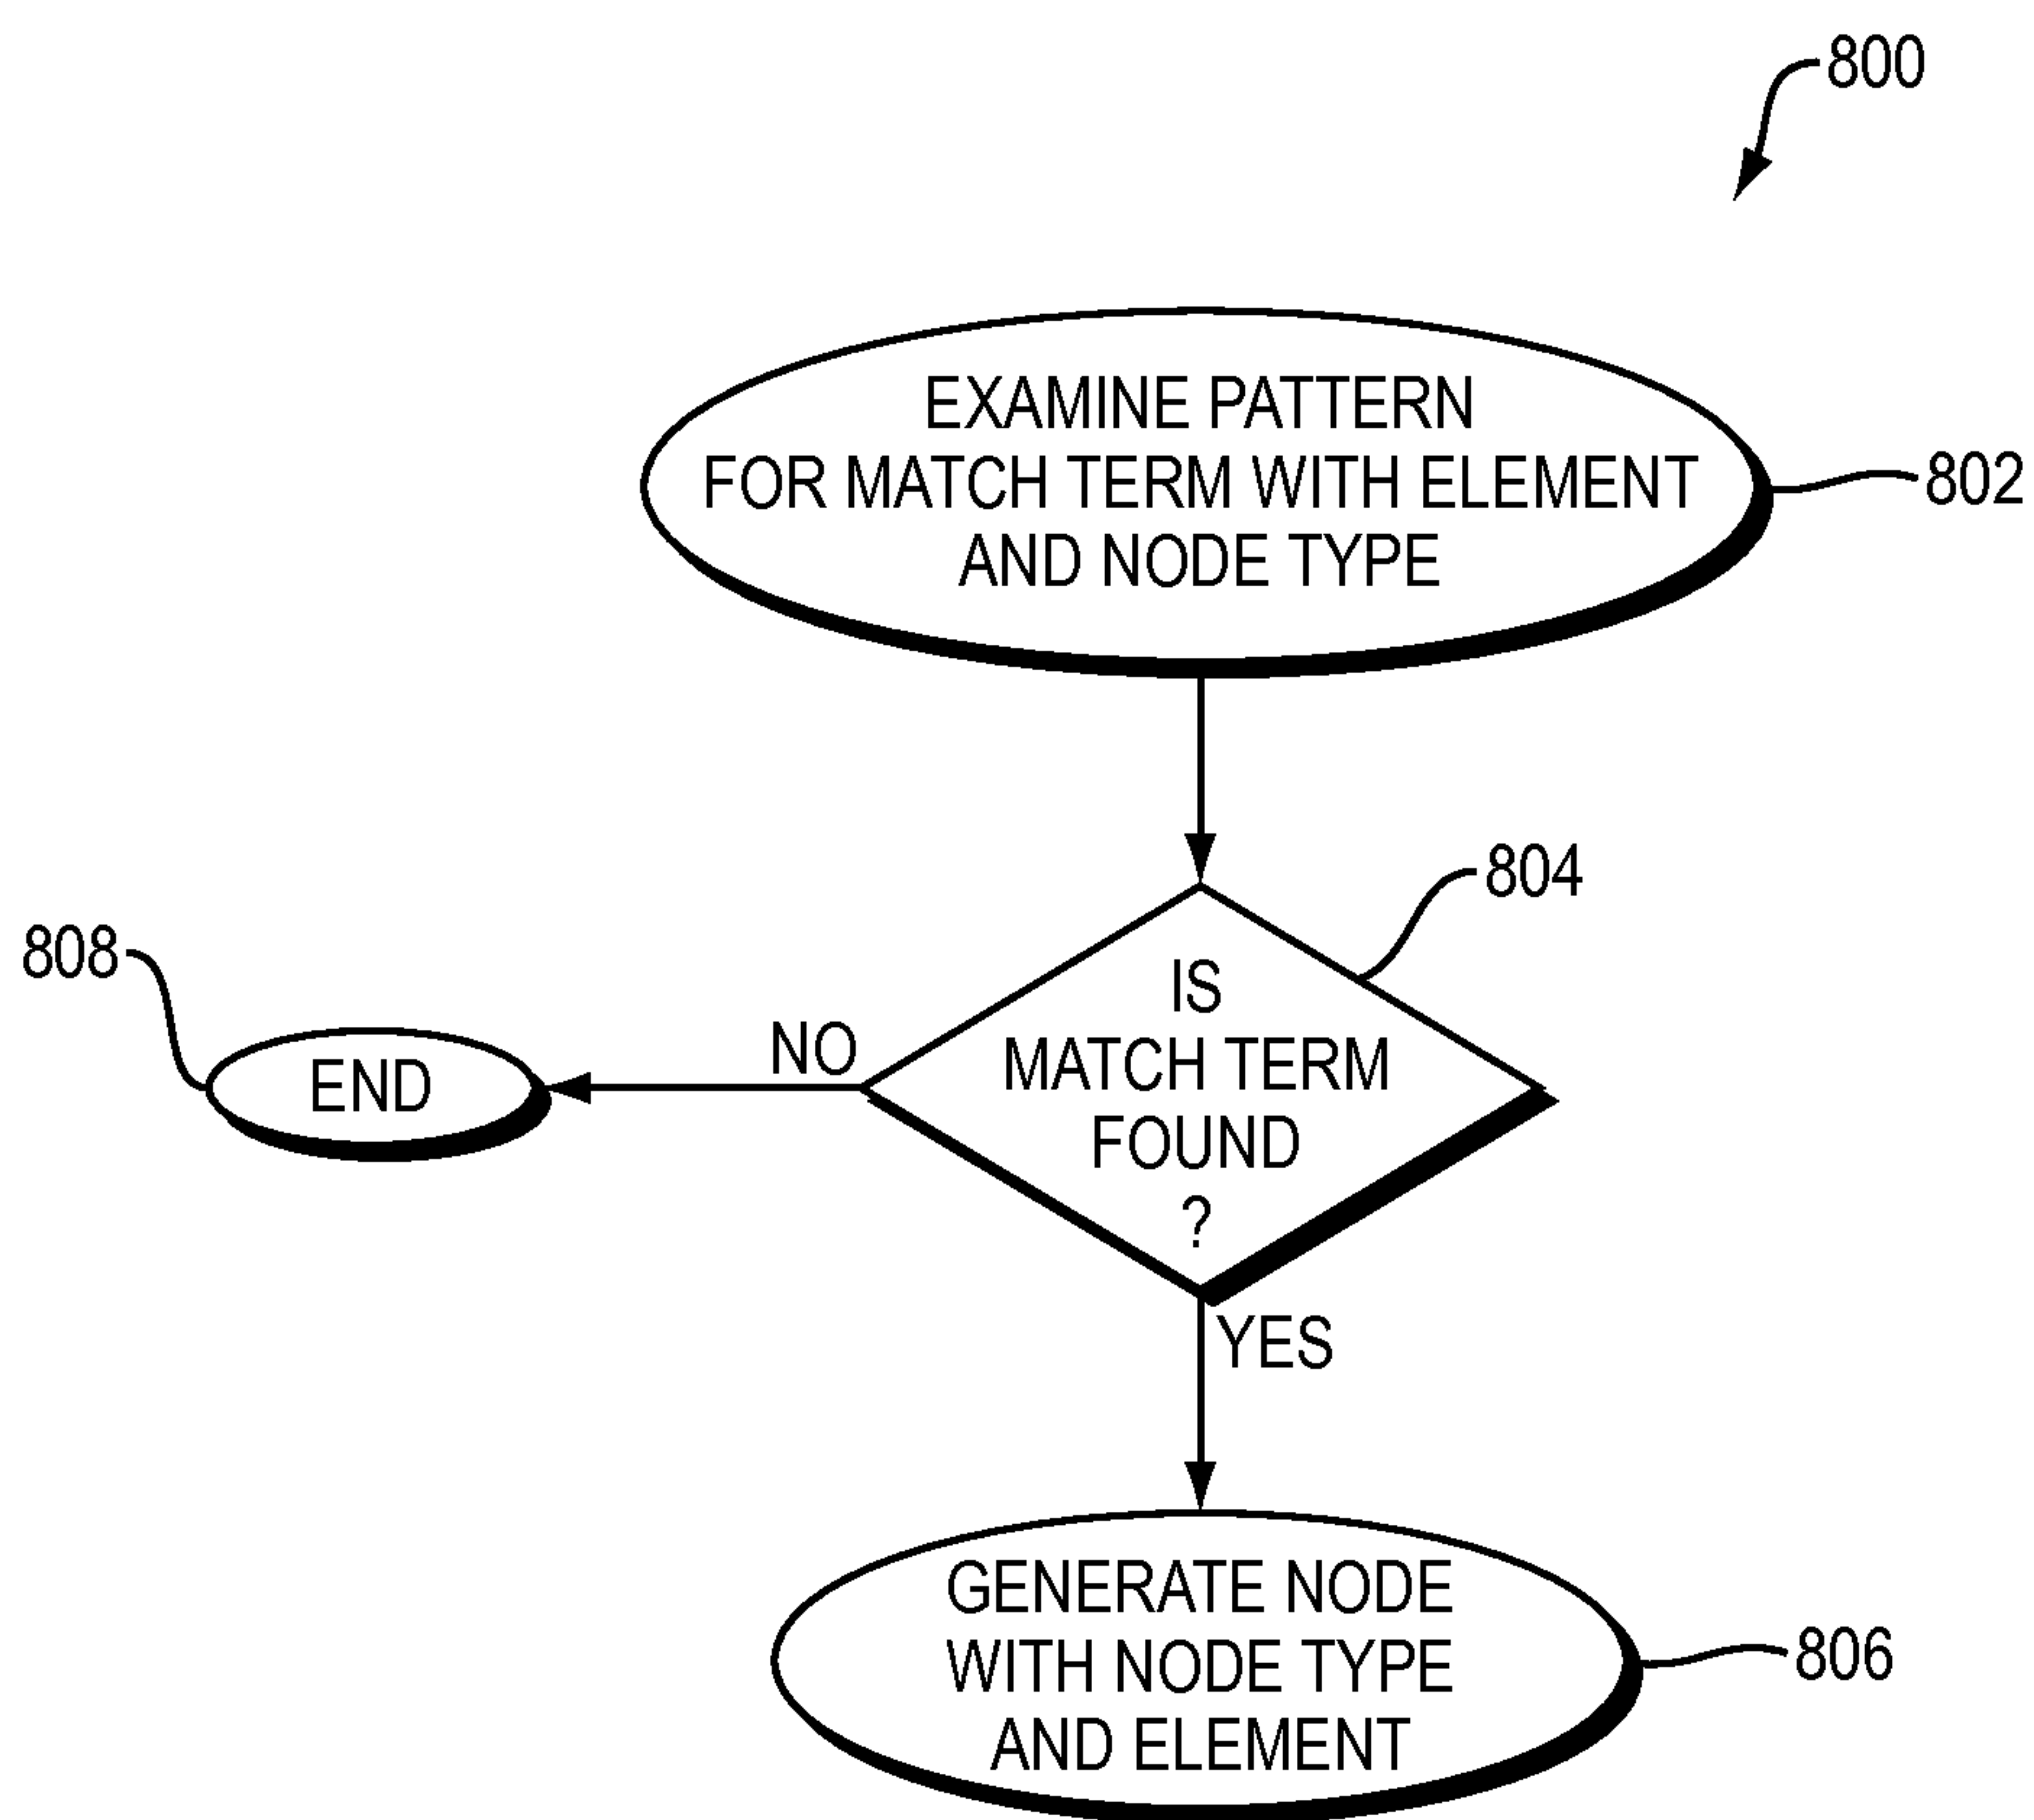 800
EXAMINE PATTERN
FOR MATCH TERM WITH ELEMENT
AND NODE TYPE
802
804
808
IS
MATCH TERM
FOUND
?
NO
END
YES
GENERATE NODE
WITH NODE TYPE
AND ELEMENT
806